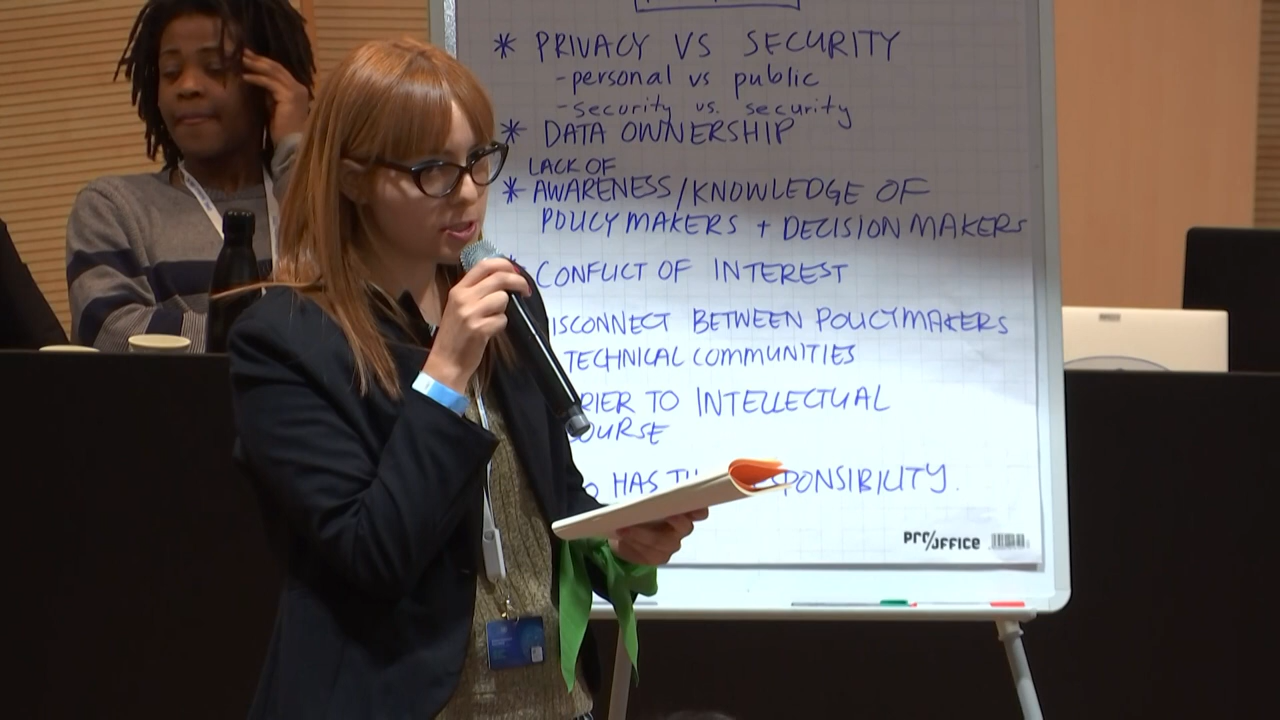 * PRIVACY VS SECURITY
- personal vs public
- security vs. security
* DATA OWNERSHIP
LACK OF
* AWARENESS/KNOWLEDGE OF
POLICYMAKERS + DECISION MAKERS
* CONFLICT OF INTEREST
ISCONNECT BETWEEN POLICYMAKERS
TECHNICAL COMMUNITIES
RIER TO INTELLECTUAL
OURSE
O HAS PONSIBILITY.
PRO/OFFICE